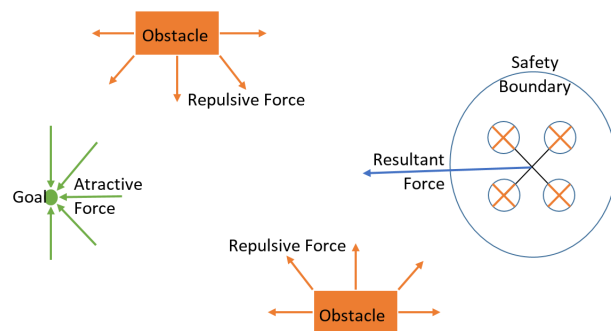 Obstacle
Repulsive Force
Safety
Boundary
Resultant
Force
Goal
Atractive
Force
Repulsive Force
Obstacle